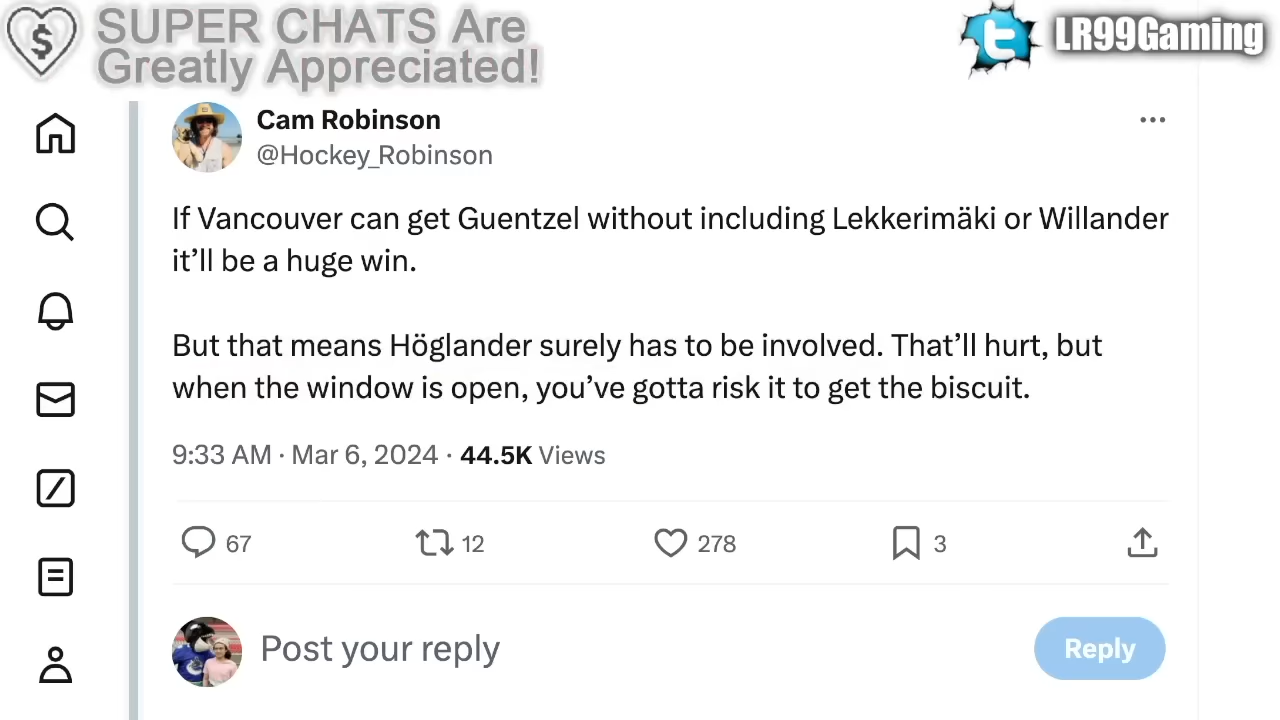 SUPER CHATS Are
Greatly Appreciated!
LR99Gaming
Cam Robinson
@Hockey_Robinson
If Vancouver can get Guentzel without including Lekkerimäki or Willander
it’ll be a huge win.
But that means Höglander surely has to be involved. That’ll hurt, but
when the window is open, you’ve gotta risk it to get the biscuit.
9:33 AM · Mar 6, 2024 · 44.5K Views
67 12 278 3
Post your reply
Reply